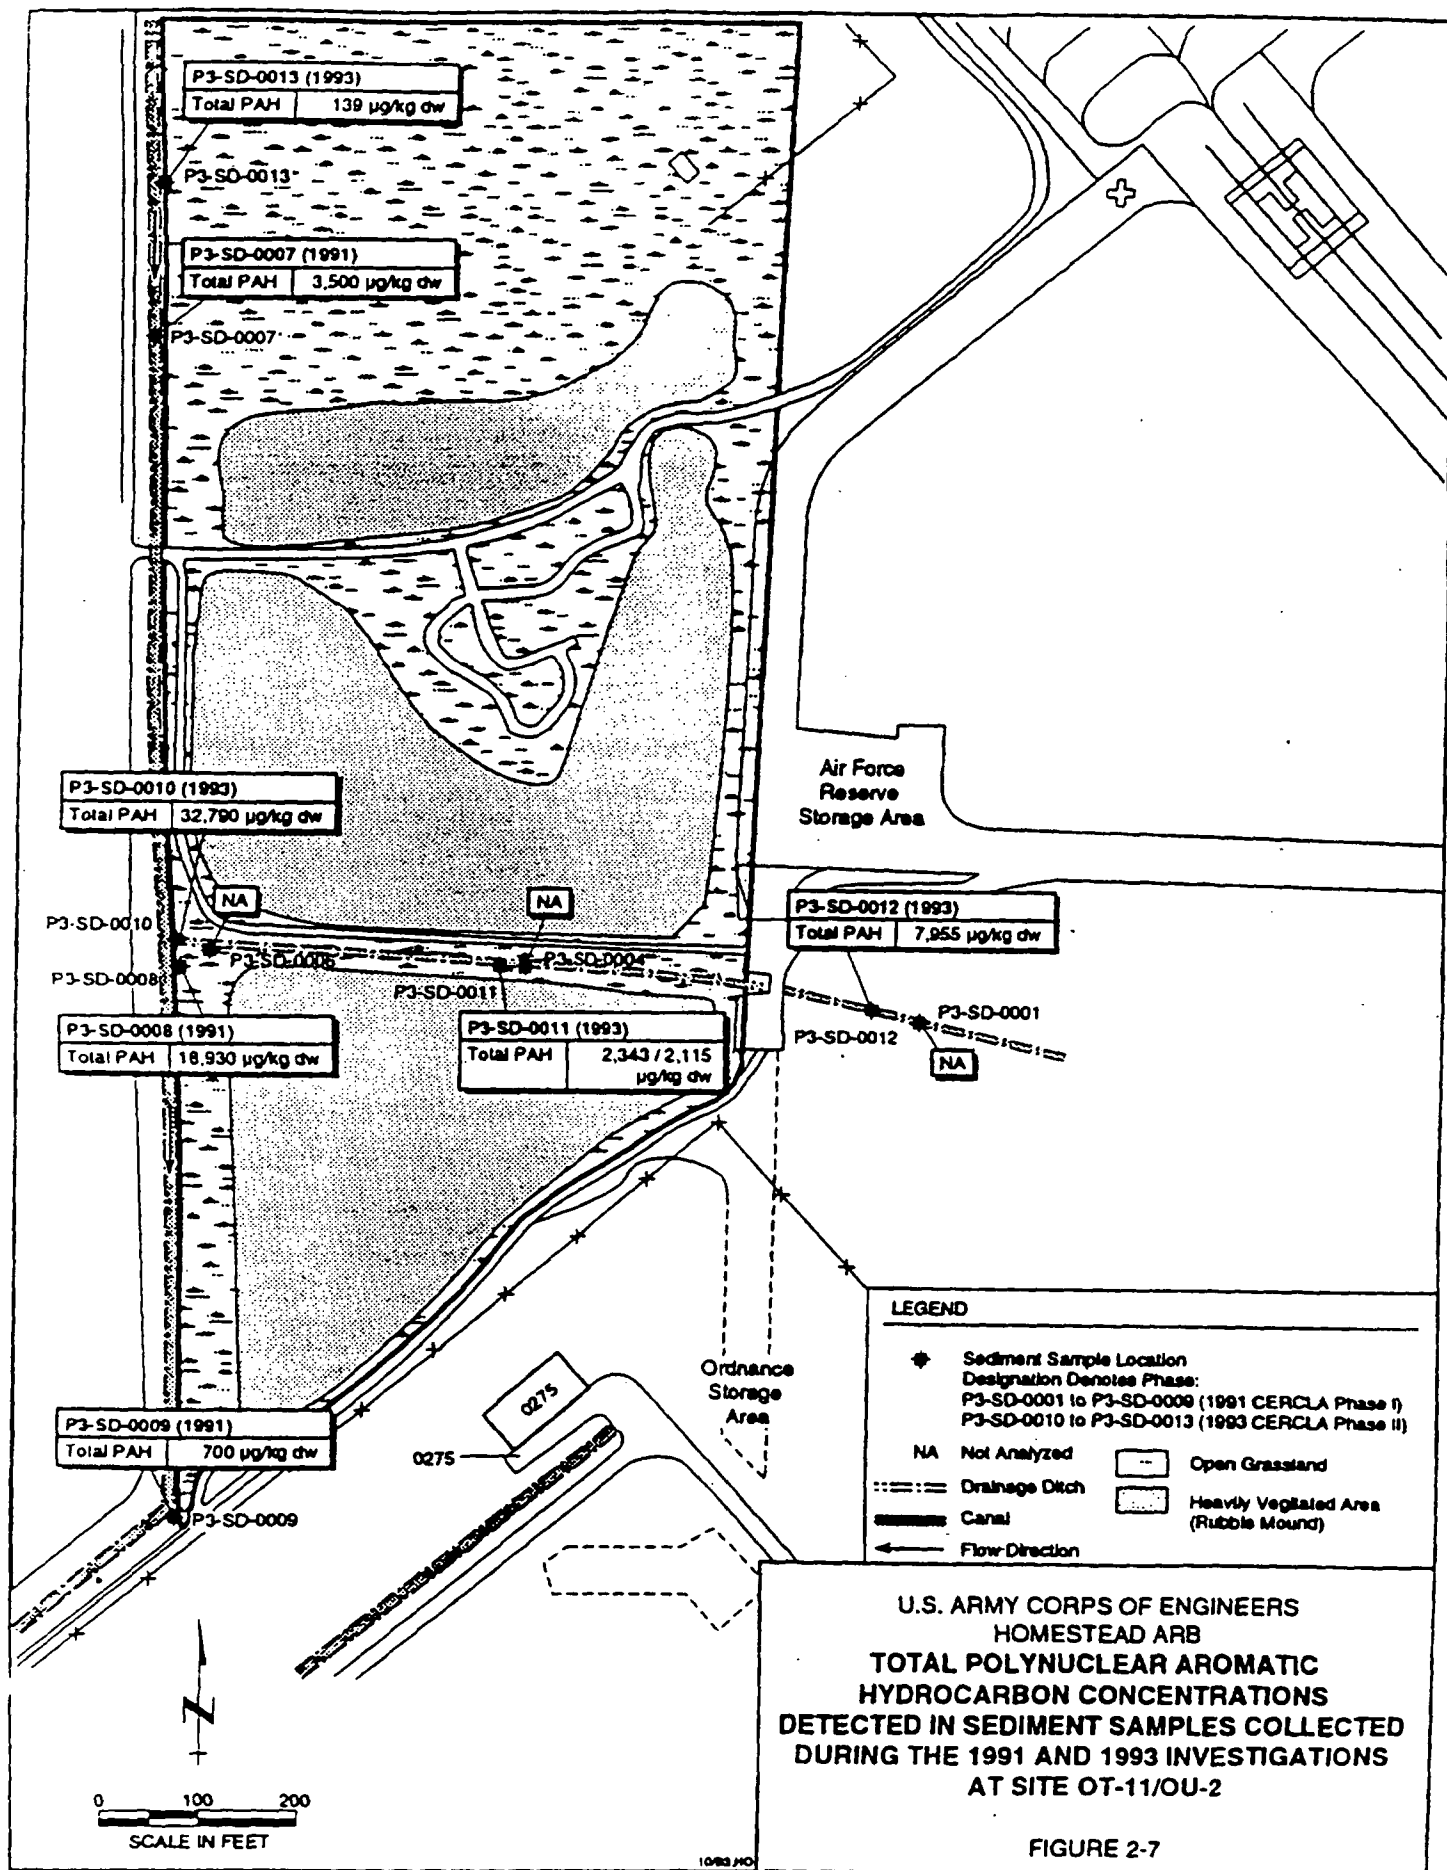 P3-SD-0013 (1993)
Total PAH 139 µg/kg dw
P3-SD-0013
P3-SD-0007 (1991)
Total PAH 3,500 µg/kg dw
P3-SD-0007
Air Force
Reserve
Storage Area
P3-SD-0010 (1993)
Total PAH 32,790 µg/kg dw
NA
NA
P3-SD-0012 (1993)
Total PAH 7,955 µg/kg dw
P3-SD-0010
P3-SD-0004
P3-SD-0008
P3-SD-0011
P3-SD-0001
P3-SD-0012
NA
P3-SD-0008 (1991)
Total PAH 18,930 µg/kg dw
P3-SD-0011 (1993)
Total PAH 2,343 / 2,115
µg/kg dw
Ordnance
Storage
Area
0275
0275
P3-SD-0009 (1991)
Total PAH 700 µg/kg dw
P3-SD-0009
LEGEND
Sediment Sample Location
Designation Denotes Phase:
P3-SD-0001 to P3-SD-0009 (1991 CERCLA Phase I)
P3-SD-0010 to P3-SD-0013 (1993 CERCLA Phase II)
NA Not Analyzed
Open Grassland
Drainage Ditch
Heavily Vegitated Area
(Rubble Mound)
Canal
Flow Direction
N
0 100 200
SCALE IN FEET
U.S. ARMY CORPS OF ENGINEERS
HOMESTEAD ARB
TOTAL POLYNUCLEAR AROMATIC
HYDROCARBON CONCENTRATIONS
DETECTED IN SEDIMENT SAMPLES COLLECTED
DURING THE 1991 AND 1993 INVESTIGATIONS
AT SITE OT-11/OU-2
FIGURE 2-7